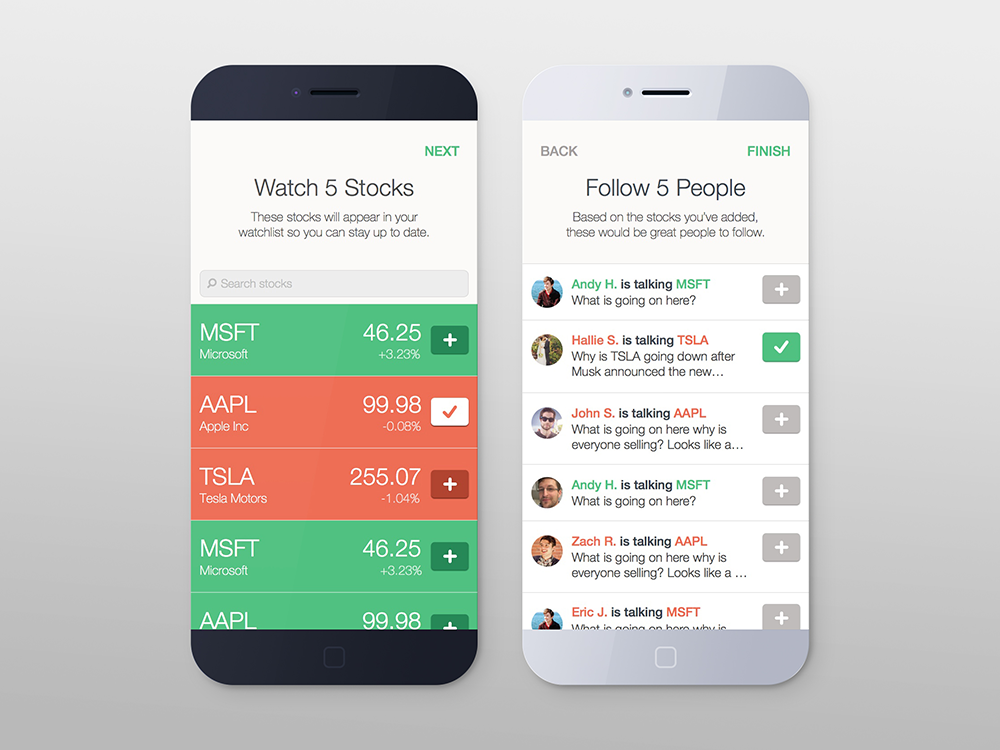 NEXT
Watch 5 Stocks
These stocks will appear in your
watchlist so you can stay up to date.
Search stocks
MSFT 46.25
Microsoft +3.23%
AAPL 99.98
Apple Inc -0.08%
TSLA 255.07
Tesla Motors -1.04%
MSFT 46.25
Microsoft +3.23%
AAPL 99.98
BACK FINISH
Follow 5 People
Based on the stocks you've added,
these would be great people to follow.
Andy H. is talking MSFT
What is going on here?
Hallie S. is talking TSLA
Why is TSLA going down after
Musk announced the new…
John S. is talking AAPL
What is going on here why is
everyone selling? Looks like a…
Andy H. is talking MSFT
What is going on here?
Zach R. is talking AAPL
What is going on here why is
everyone selling? Looks like a …
Eric J. is talking MSFT
What is going on here why is